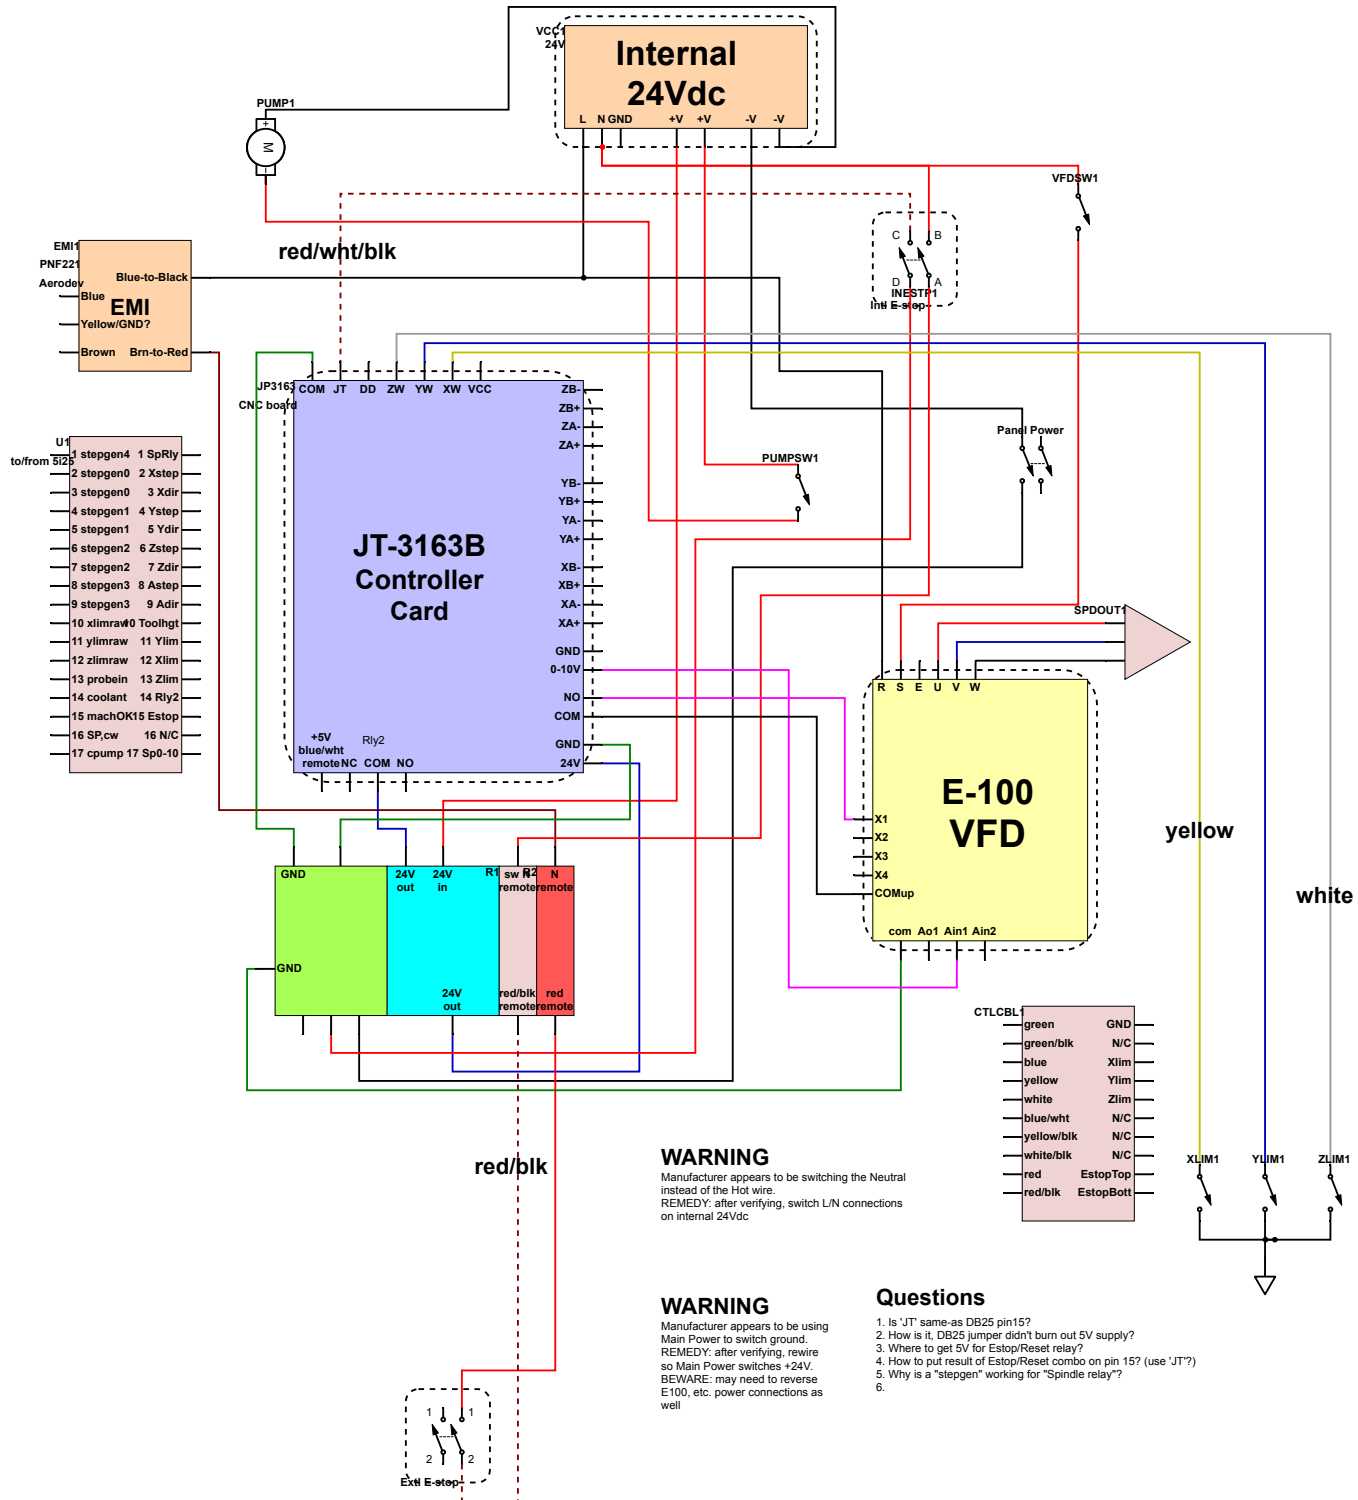 VCC1
24V
Internal
24Vdc
L N GND +V +V -V -V
PUMP1
+
M
-
VFDSW1
C B
D A
INESTP1
Intl E-stop
red/wht/blk
EMI1
PNF221
Aerodev
Blue-to-Black
Blue
EMI
Yellow/GND?
Brown Brn-to-Red
JP3163
CNC board
COM JT DD ZW YW XW VCC
ZB-
ZB+
ZA-
ZA+
YB-
YB+
YA-
YA+
XB-
XB+
XA-
XA+
GND
0-10V
NO
COM
GND
24V
JT-3163B
Controller
Card
+5V
blue/wht
remote
Rly2
NC COM NO
Panel Power
PUMPSW1
U1
to/from 5i25
1 stepgen4 1 SpRly
2 stepgen0 2 Xstep
3 stepgen0 3 Xdir
4 stepgen1 4 Ystep
5 stepgen1 5 Ydir
6 stepgen2 6 Zstep
7 stepgen2 7 Zdir
8 stepgen3 8 Astep
9 stepgen3 9 Adir
10 xlimraw 10 Toolhgt
11 ylimraw 11 Ylim
12 zlimraw 12 Xlim
13 probein 13 Zlim
14 coolant 14 Rly2
15 machOK 15 Estop
16 SP,cw 16 N/C
17 cpump 17 Sp0-10
SPDOUT1
R S E U V W
E-100
VFD
X1
X2
X3
X4
COMup
com Ao1 Ain1 Ain2
yellow
white
GND
24V
out
24V
in
R1
sw N
remote
R2
N
remote
GND
24V
out
red/blk
remote
red
remote
CTLCBL1
green GND
green/blk N/C
blue Xlim
yellow Ylim
white Zlim
blue/wht N/C
yellow/blk N/C
white/blk N/C
red EstopTop
red/blk EstopBott
red/blk
XLIM1 YLIM1 ZLIM1
WARNING
Manufacturer appears to be switching the Neutral
instead of the Hot wire.
REMEDY: after verifying, switch L/N connections
on internal 24Vdc
WARNING
Manufacturer appears to be using
Main Power to switch ground.
REMEDY: after verifying, rewire
so Main Power switches +24V.
BEWARE: may need to reverse
E100, etc. power connections as
well
Questions
1. Is 'JT' same-as DB25 pin15?
2. How is it, DB25 jumper didn't burn out 5V supply?
3. Where to get 5V for Estop/Reset relay?
4. How to put result of Estop/Reset combo on pin 15? (use 'JT'?)
5. Why is a "stepgen" working for "Spindle relay"?
6.
1 1
2 2
Extl E-stop